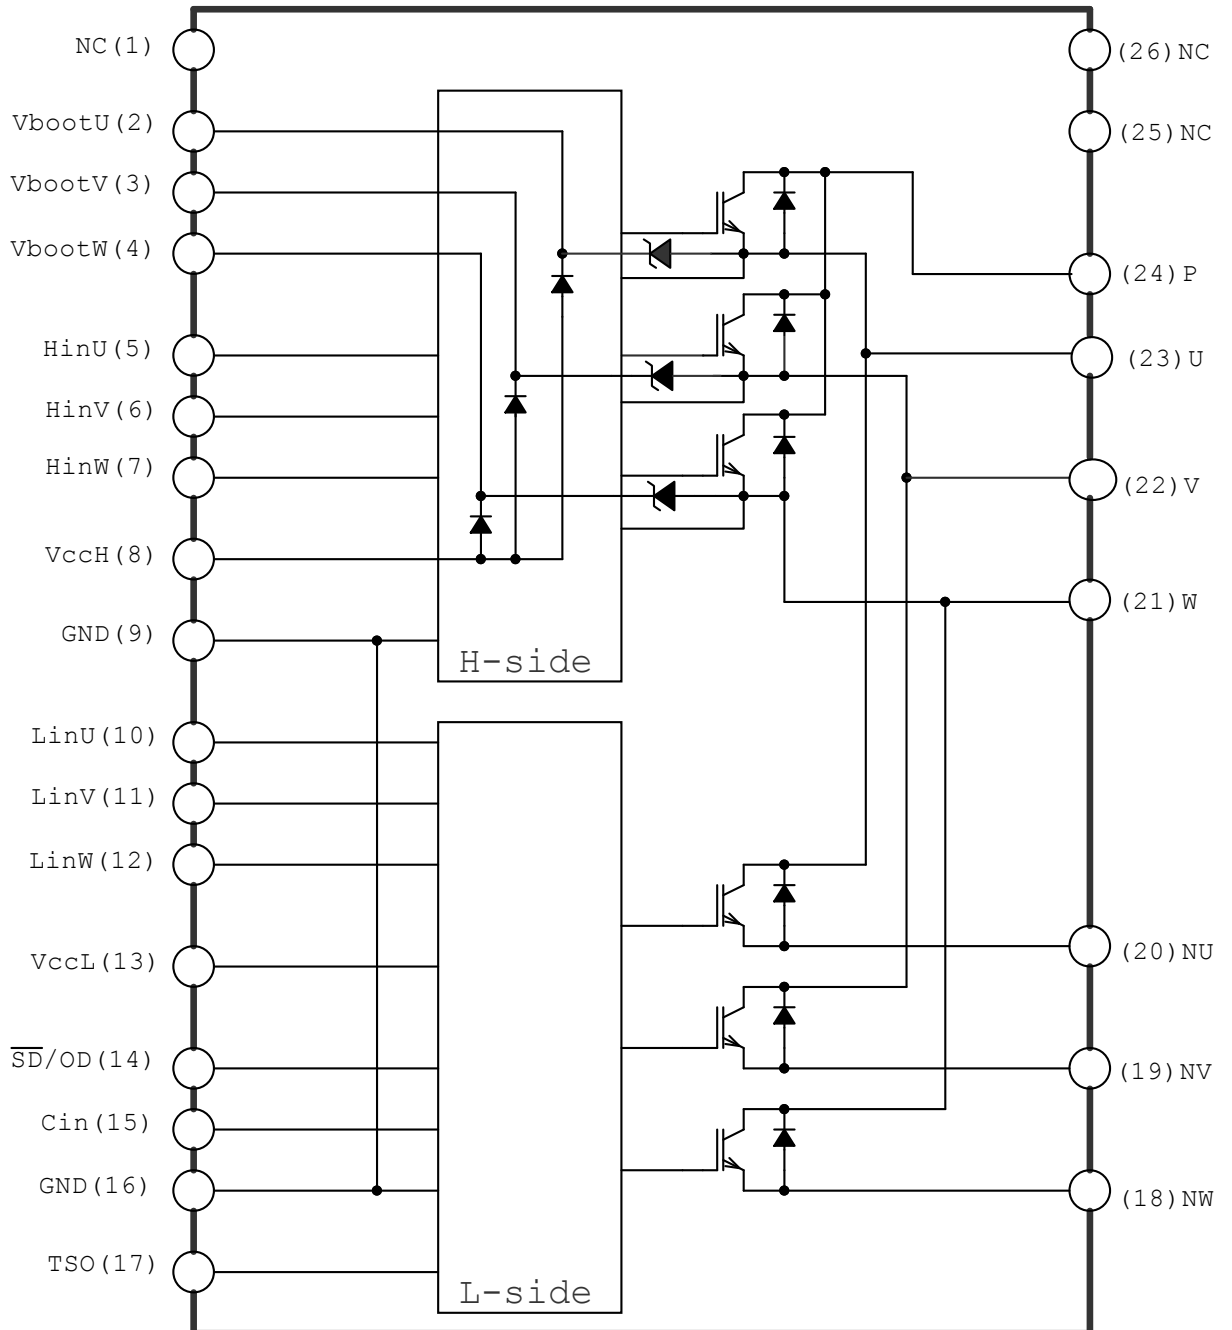 NC(1)
VbootU(2)
VbootV(3)
VbootW(4)
HinU(5)
HinV(6)
HinW(7)
VccH(8)
GND(9)
LinU(10)
LinV(11)
LinW(12)
VccL(13)
S̅D̅/OD(14)
Cin(15)
GND(16)
TSO(17)
H-side
L-side
(26)NC
(25)NC
(24)P
(23)U
(22)V
(21)W
(20)NU
(19)NV
(18)NW